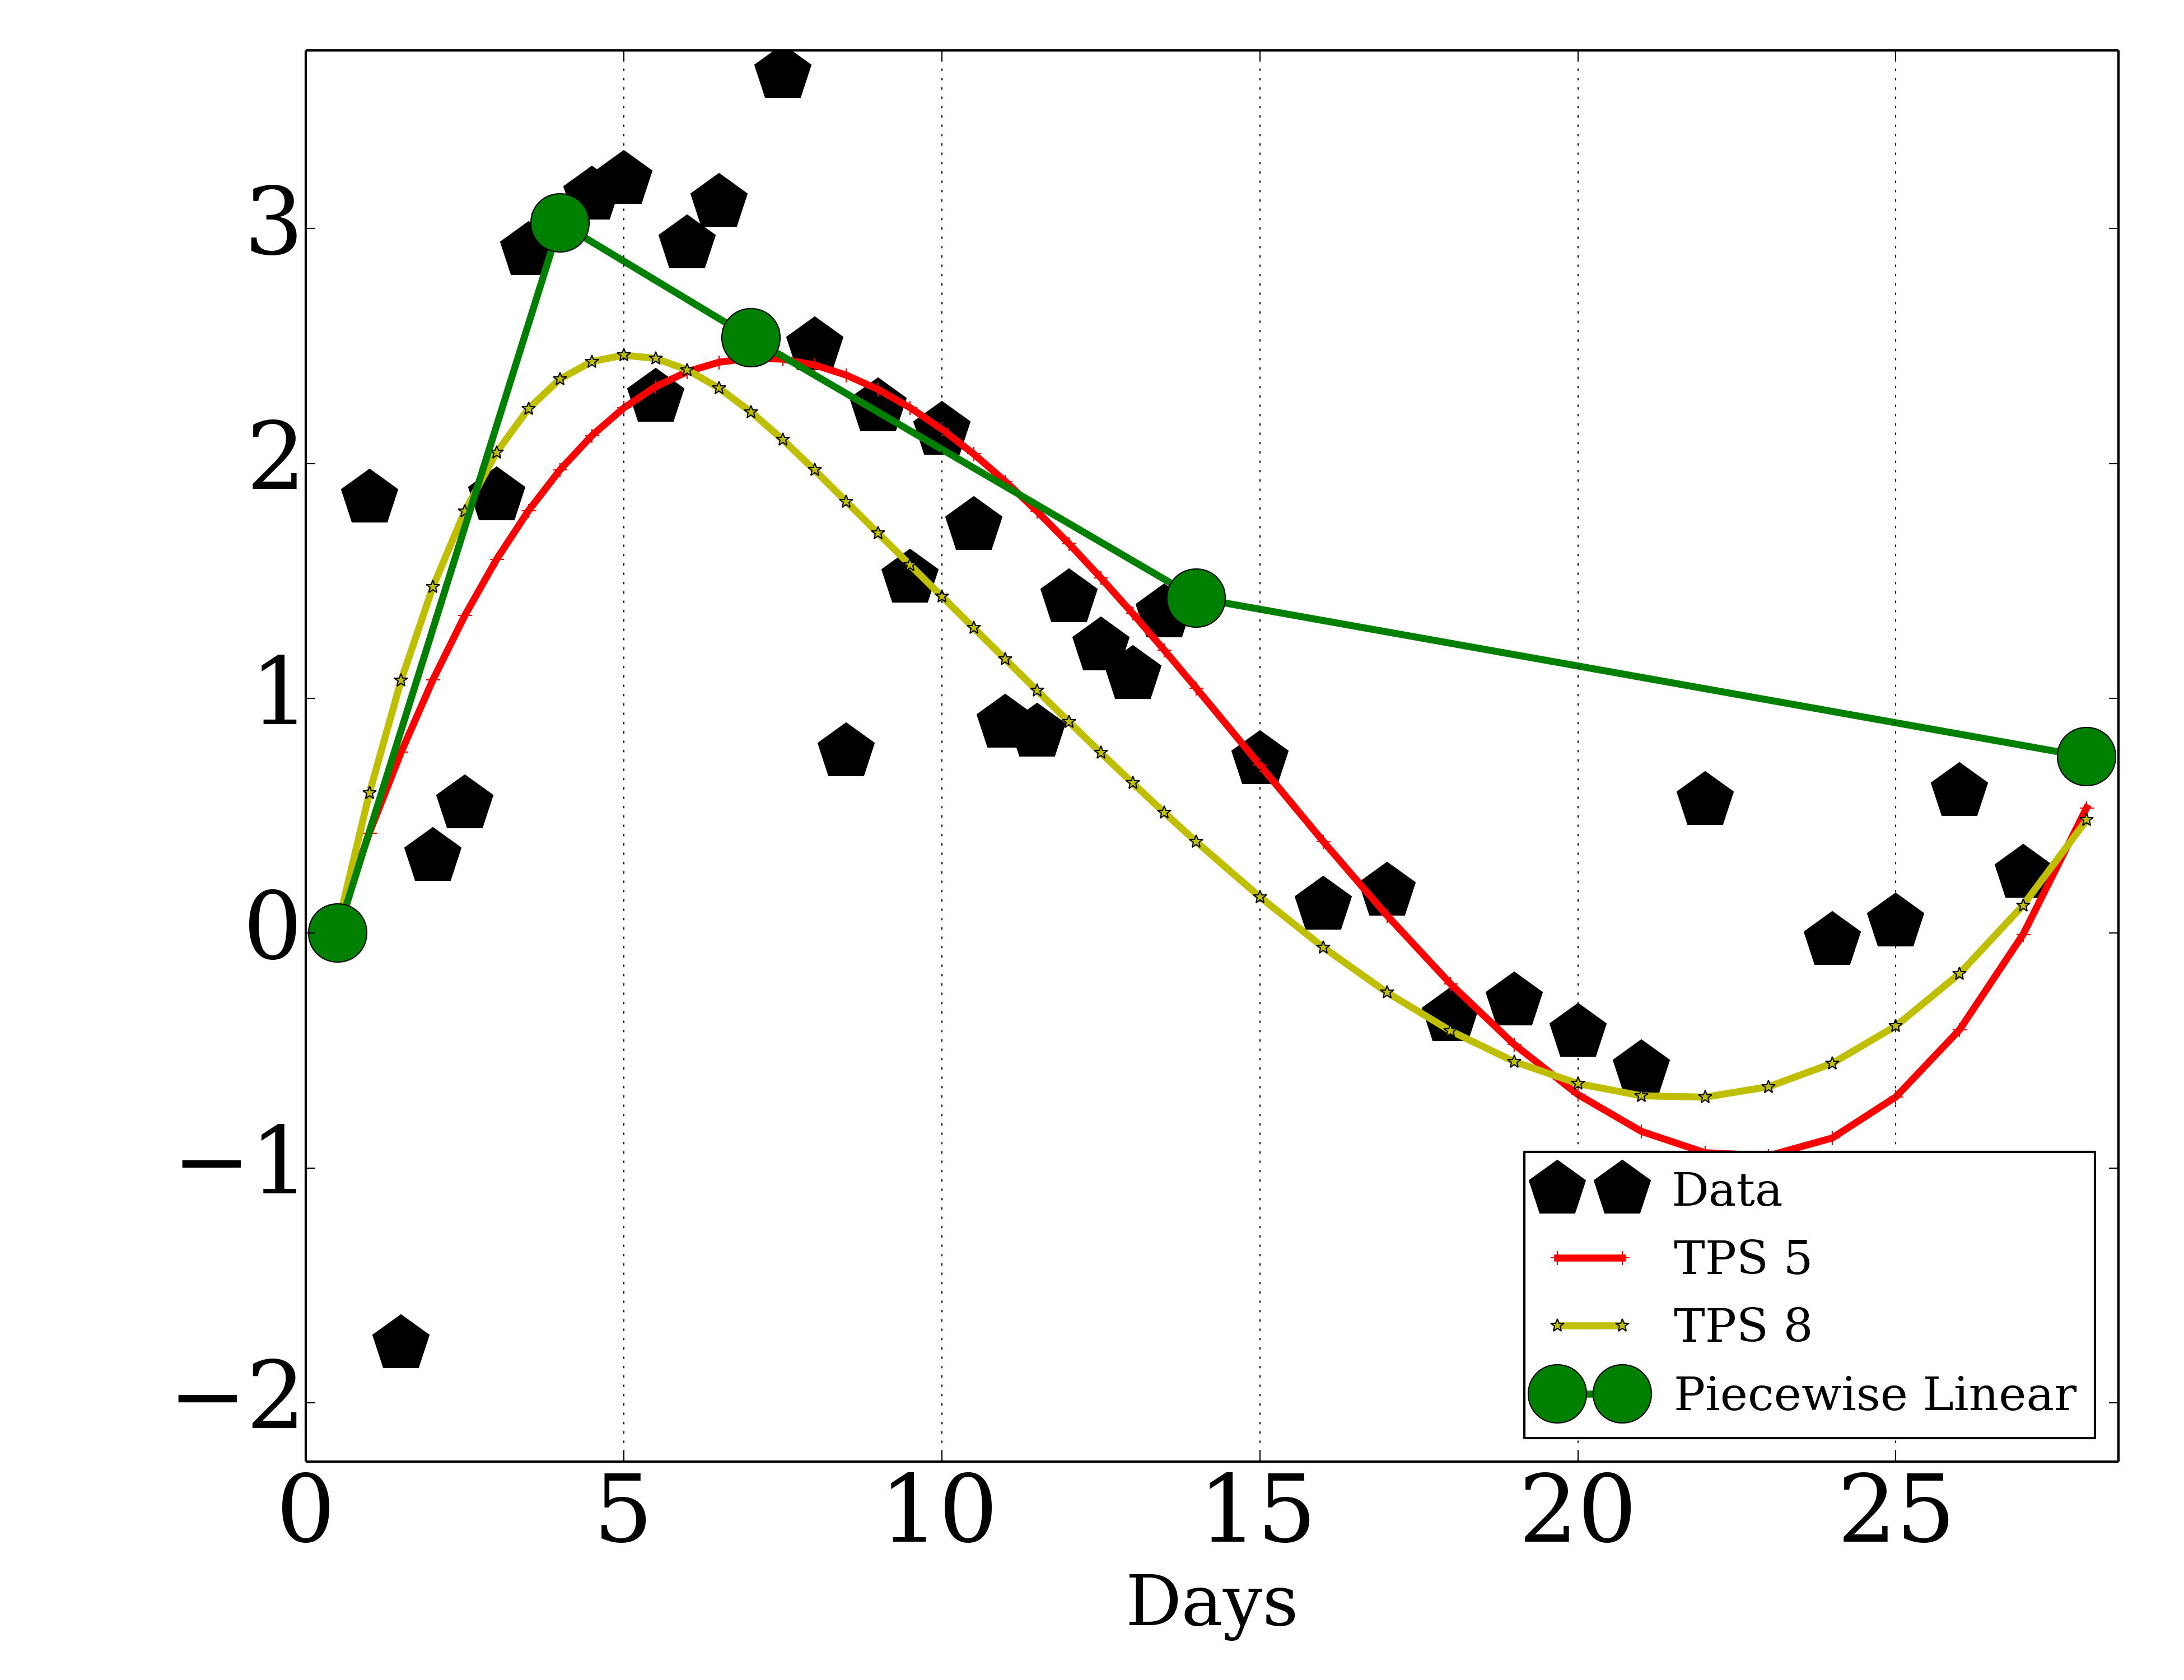 3
2
1
0
−1
−2
0 5 10 15 20 25
Days
Data
TPS 5
TPS 8
Piecewise Linear